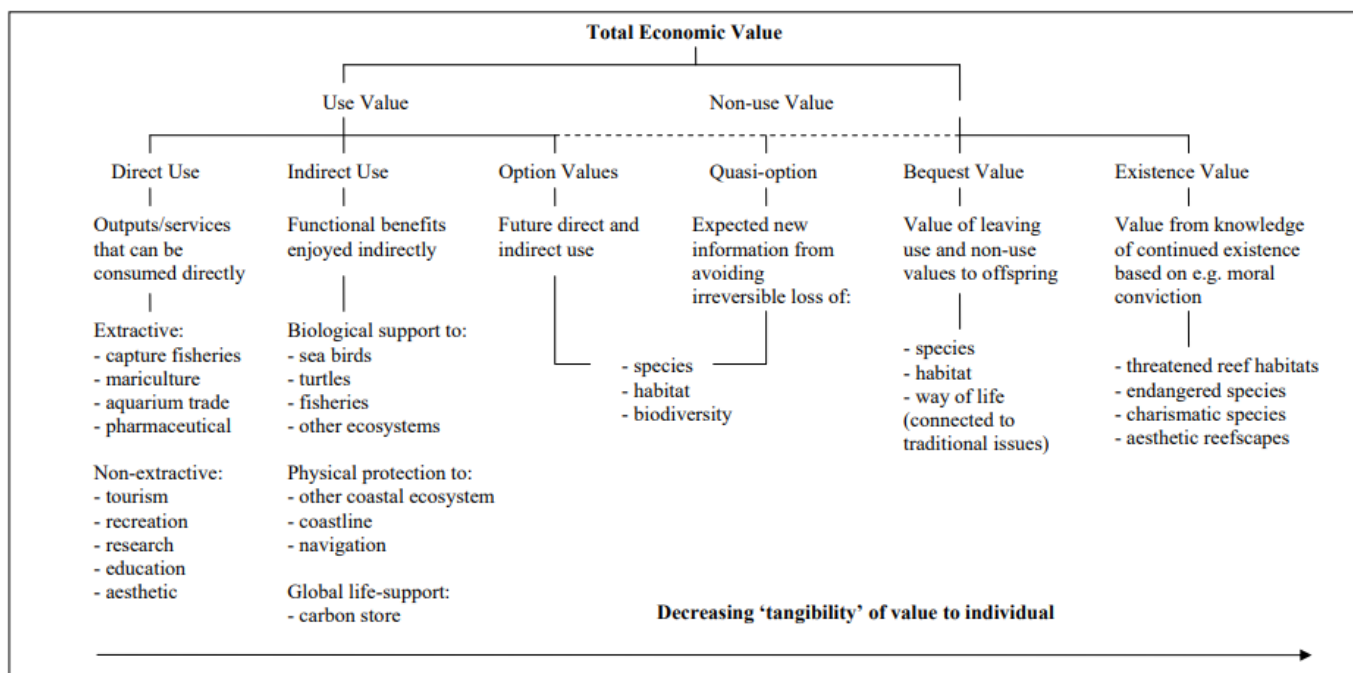 Total Economic Value
Use Value
Non-use Value
Direct Use
Indirect Use
Option Values
Quasi-option
Bequest Value
Existence Value
Outputs/services
that can be
consumed directly
Functional benefits
enjoyed indirectly
Future direct and
indirect use
Expected new
information from
avoiding
irreversible loss of:
Value of leaving
use and non-use
values to offspring
Value from knowledge
of continued existence
based on e.g. moral
conviction
Extractive:
- capture fisheries
- mariculture
- aquarium trade
- pharmaceutical
Non-extractive:
- tourism
- recreation
- research
- education
- aesthetic
Biological support to:
- sea birds
- turtles
- fisheries
- other ecosystems
Physical protection to:
- other coastal ecosystem
- coastline
- navigation
Global life-support:
- carbon store
- species
- habitat
- biodiversity
- species
- habitat
- way of life
(connected to
traditional issues)
- threatened reef habitats
- endangered species
- charismatic species
- aesthetic reefscapes
Decreasing ‘tangibility’ of value to individual